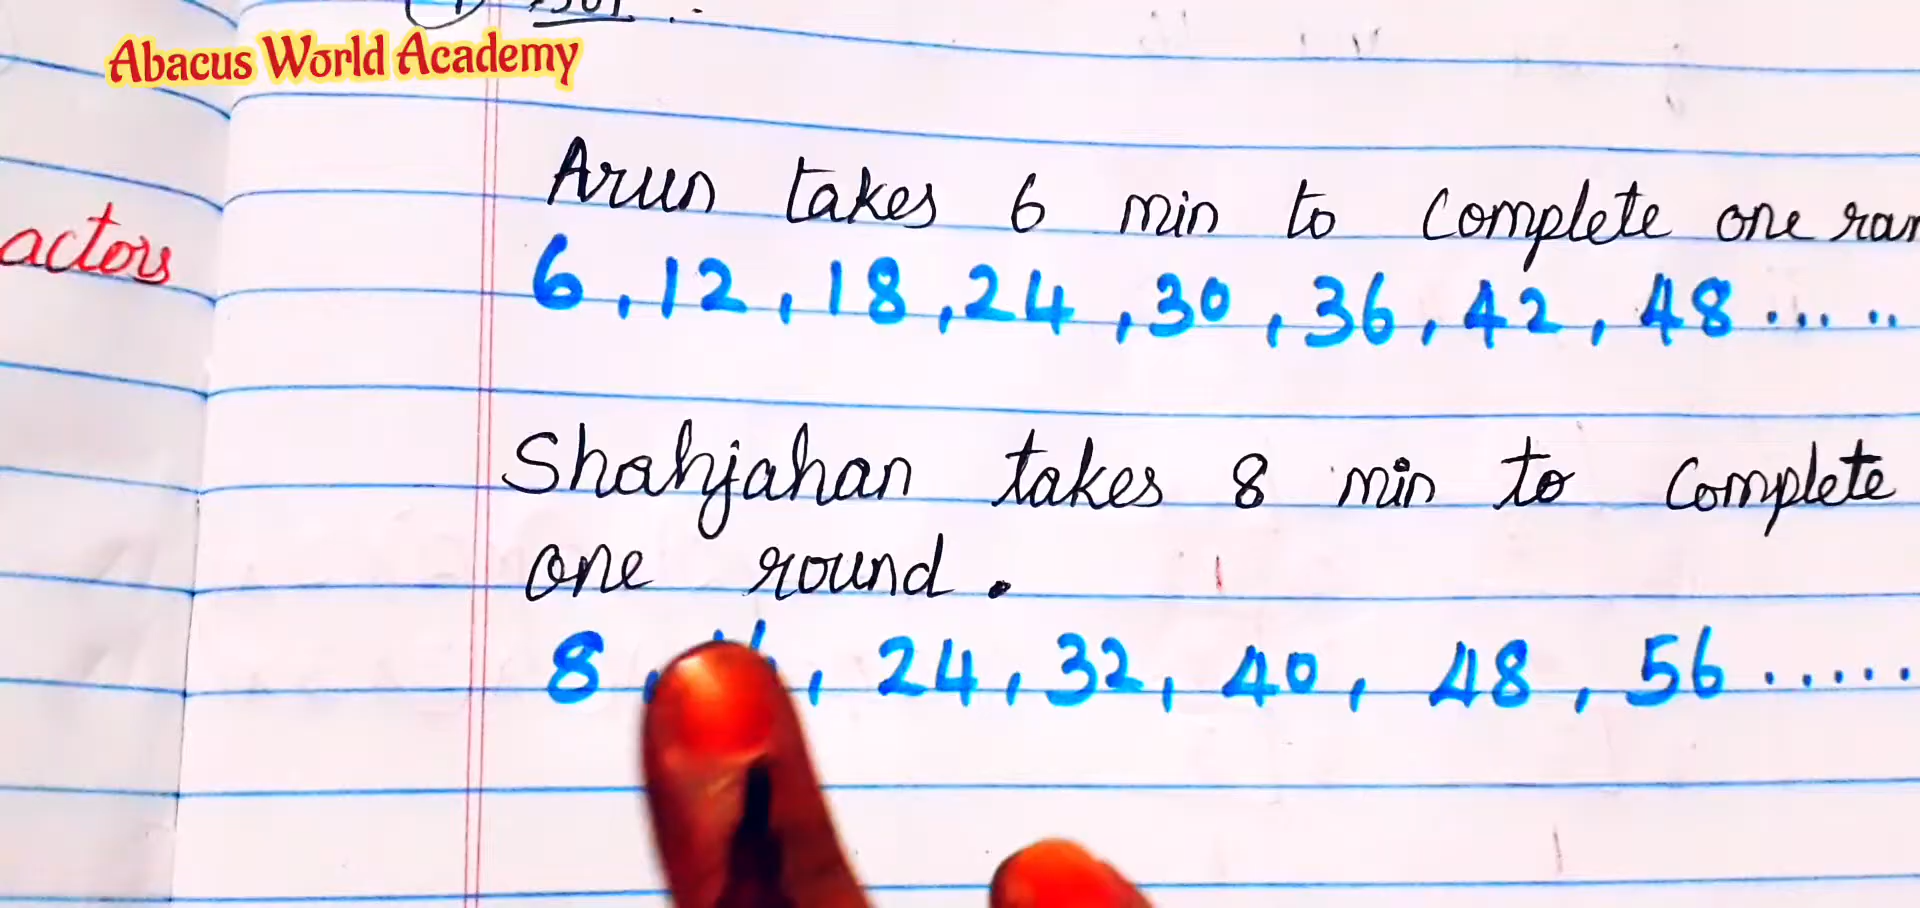 Abacus World Academy
Arun takes 6 min to complete one
6, 12, 18, 24, 30, 36, 42, 48.....
actors
Shahjahan takes 8 min to complete
one round.
8, , 24, 32, 40, 48, 56.....